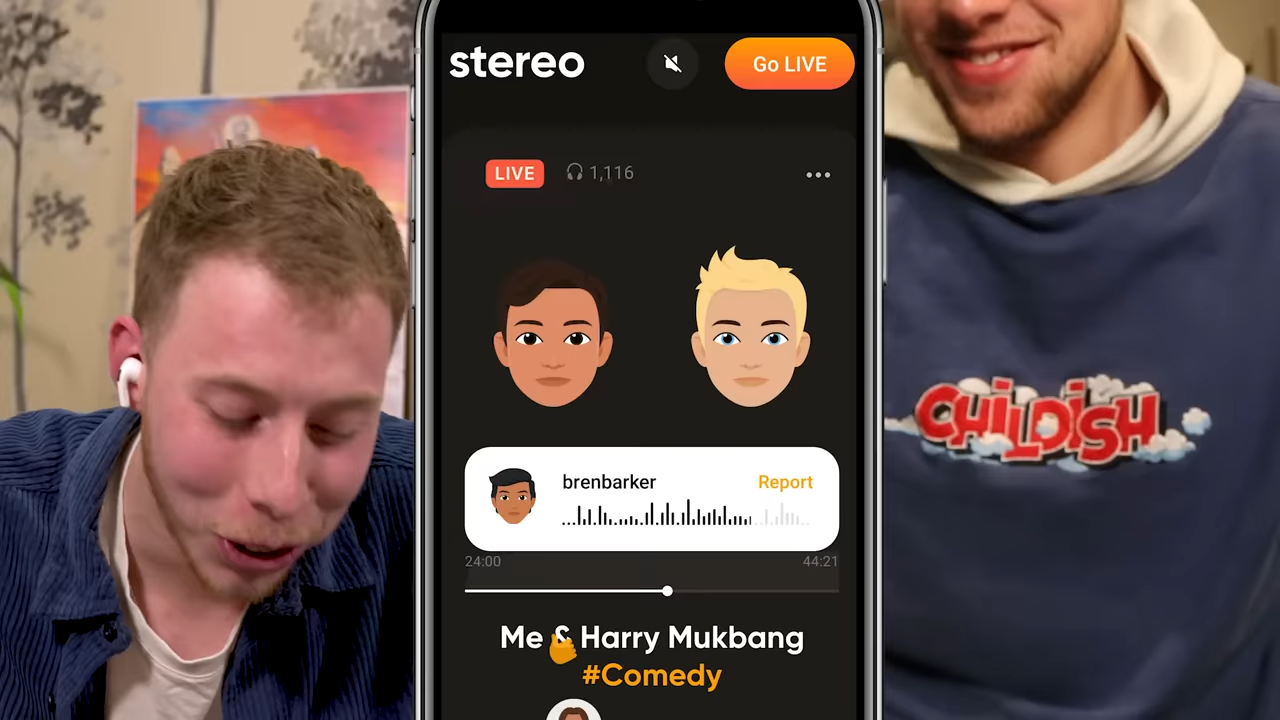 stereo
Go LIVE
LIVE
1,116
brenbarker
Report
24:00
44:21
Me & Harry Mukbang
#Comedy
CHILDISH